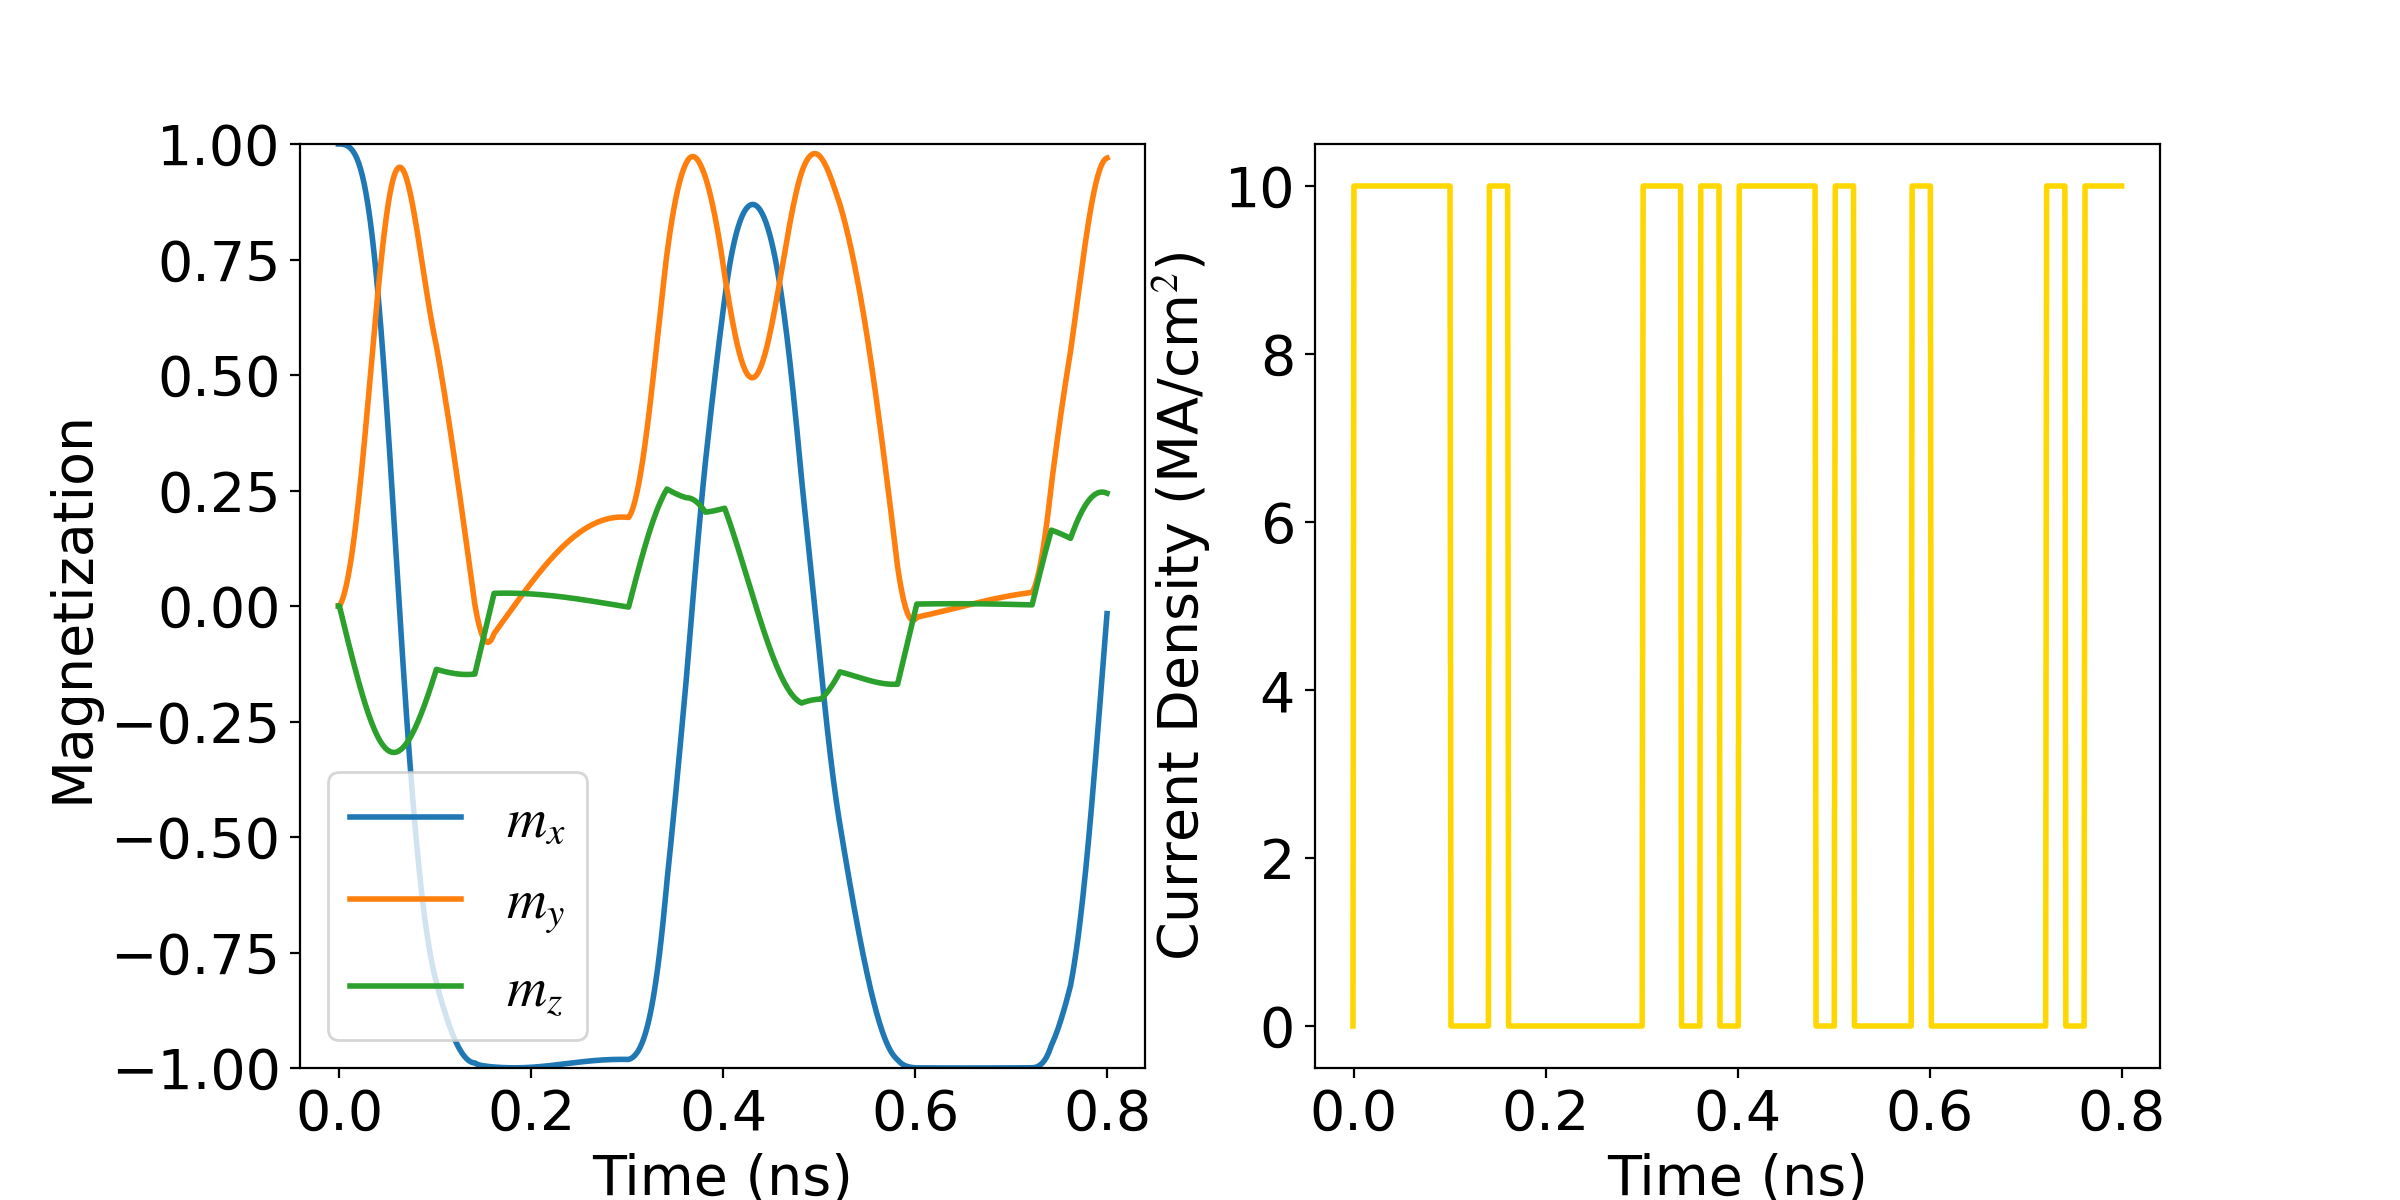 Magnetization
1.00
0.75
0.50
0.25
0.00
−0.25
−0.50
−0.75
−1.00
0.0 0.2 0.4 0.6 0.8
Time (ns)
m_x
m_y
m_z
Current Density (MA/cm²)
10
8
6
4
2
0
0.0 0.2 0.4 0.6 0.8
Time (ns)